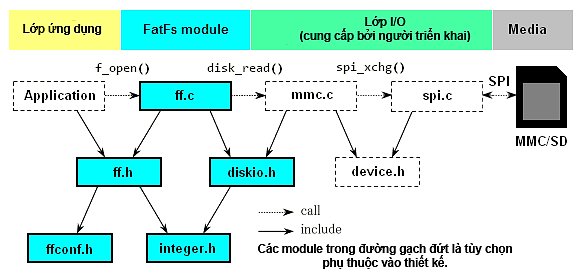 Lớp ứng dụng
FatFs module
Lớp I/O
(cung cấp bởi người triển khai)
Media
f_open()
disk_read()
spi_xchg()
Application
ff.c
mmc.c
spi.c
SPI
MMC/SD
ff.h
diskio.h
device.h
ffconf.h
integer.h
call
include
Các module trong đường gạch đứt là tùy chọn
phụ thuộc vào thiết kế.